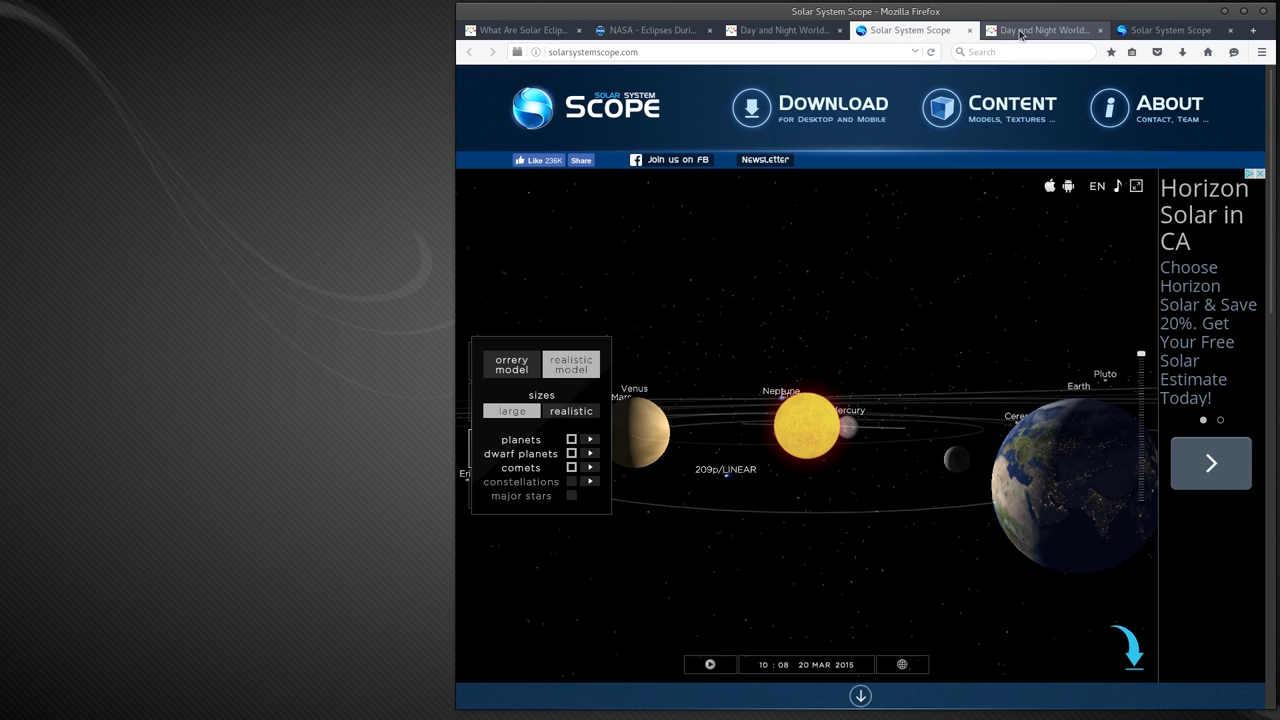 Solar System Scope - Mozilla Firefox
What Are Solar Eclip...
NASA - Eclipses Duri...
Day and Night World...
Solar System Scope
Day and Night World...
Solar System Scope
solarsystemscope.com
Search
SOLAR SYSTEM
SCOPE
DOWNLOAD
FOR DESKTOP AND MOBILE
CONTENT
MODELS, TEXTURES ...
ABOUT
CONTACT, TEAM ...
Like 236K
Share
Join us on FB
Newsletter
EN
Horizon
Solar in
CA
Choose
Horizon
Solar & Save
20%. Get
Your Free
Solar
Estimate
Today!
orrery
model
realistic
model
sizes
large
realistic
planets
dwarf planets
comets
constellations
major stars
Venus
Neptune
Mercury
209p/LINEAR
Pluto
Earth
10 : 08 20 MAR 2015